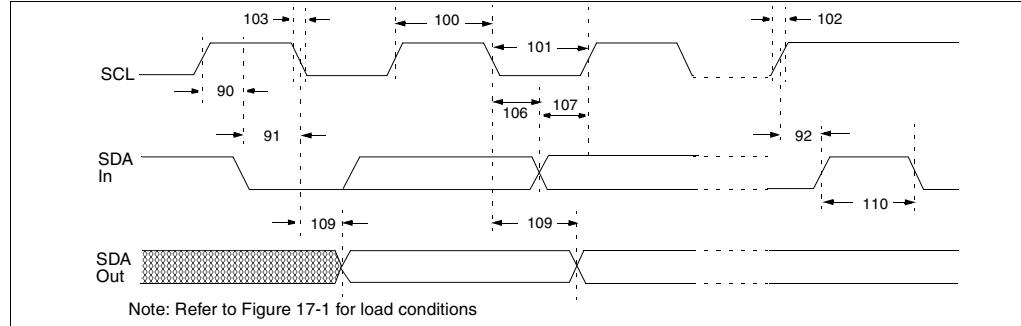 103
100
102
101
SCL
90
106
107
91
92
SDA
In
110
109
109
SDA
Out
Note: Refer to Figure 17-1 for load conditions